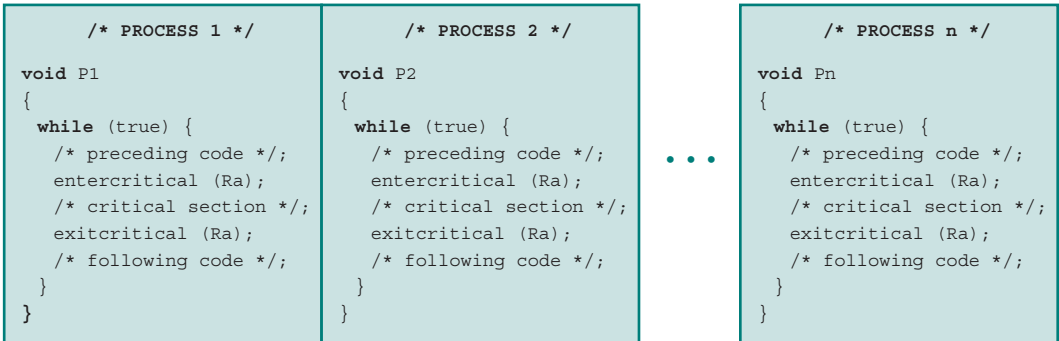 /* PROCESS 1 */
void P1
{
while (true) {
/* preceding code */;
entercritical (Ra);
/* critical section */;
exitcritical (Ra);
/* following code */;
}
}
/* PROCESS 2 */
void P2
{
while (true) {
/* preceding code */;
entercritical (Ra);
/* critical section */;
exitcritical (Ra);
/* following code */;
}
}
• • •
/* PROCESS n */
void Pn
{
while (true) {
/* preceding code */;
entercritical (Ra);
/* critical section */;
exitcritical (Ra);
/* following code */;
}
}